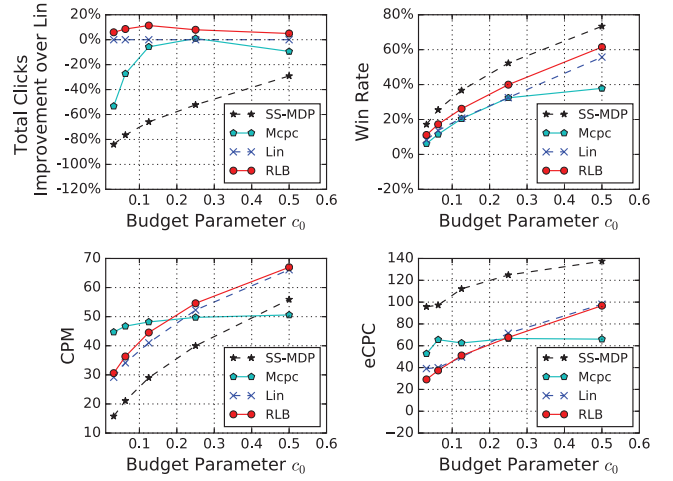 Total Clicks
Improvement over Lin
20%
0%
-20%
-40%
-60%
-80%
-100%
-120%
SS-MDP
Mcpc
Lin
RLB
0.1 0.2 0.3 0.4 0.5 0.6
Budget Parameter c₀
Win Rate
80%
60%
40%
20%
0%
20%
SS-MDP
Mcpc
Lin
RLB
0.1 0.2 0.3 0.4 0.5 0.6
Budget Parameter c₀
CPM
70
60
50
40
30
20
10
SS-MDP
Mcpc
Lin
RLB
0.1 0.2 0.3 0.4 0.5 0.6
Budget Parameter c₀
eCPC
140
120
100
80
60
40
20
0
−20
SS-MDP
Mcpc
Lin
RLB
0.1 0.2 0.3 0.4 0.5 0.6
Budget Parameter c₀